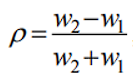 ρ = (w₂ − w₁) / (w₂ + w₁)